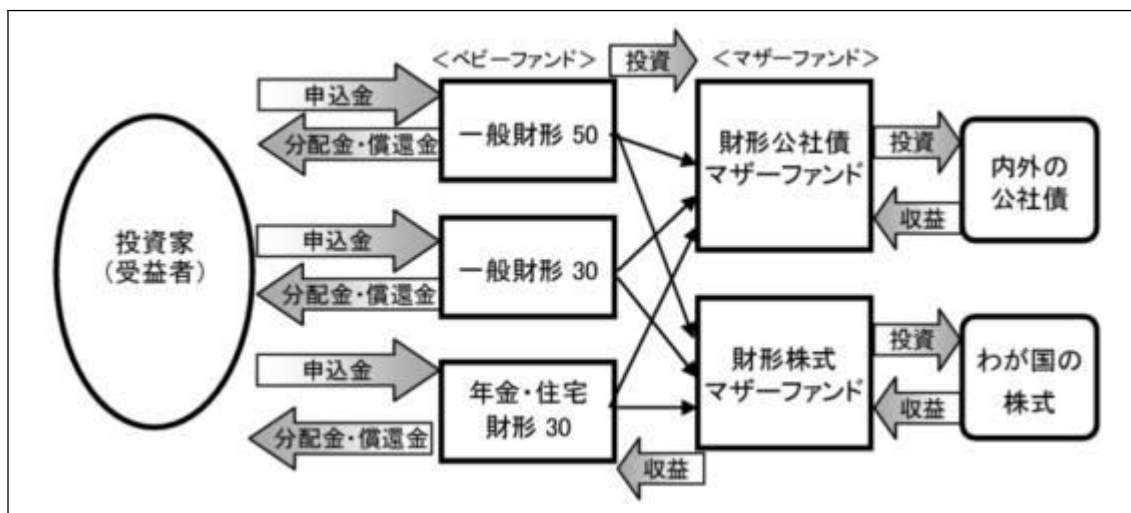 ＜ベビーファンド＞
投資
＜マザーファンド＞
申込金
分配金・償還金
一般財形 50
財形公社債
マザーファンド
投資
収益
内外の
公社債
投資家
（受益者）
申込金
分配金・償還金
一般財形 30
申込金
分配金・償還金
年金・住宅
財形 30
財形株式
マザーファンド
投資
収益
わが国の
株式
収益